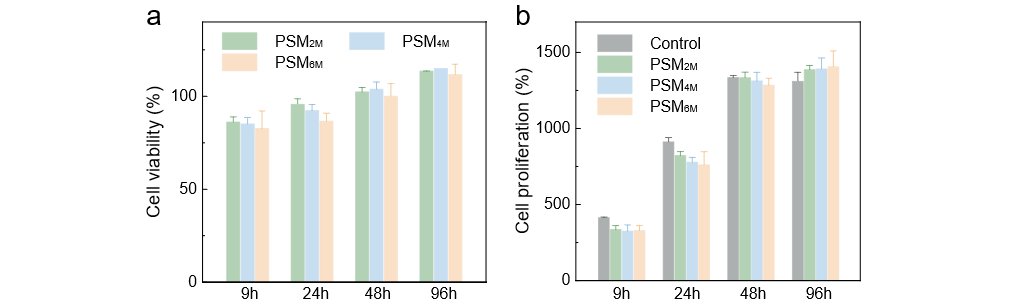 a
Cell viability (%)
100
50
0
PSM2M
PSM4M
PSM6M
9h 24h 48h 96h
b
Cell proliferation (%)
1500
1000
500
0
Control
PSM2M
PSM4M
PSM6M
9h 24h 48h 96h